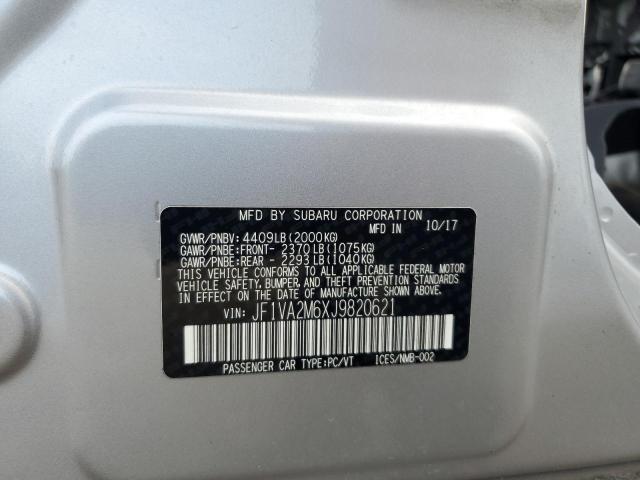 MFD BY SUBARU CORPORATION
MFD IN 10/17
GVWR/PNBV: 4409LB(2000KG)
GAWR/PNBE:FRONT- 2370LB(1075KG)
GAWR/PNBE:REAR - 2293LB(1040KG)
THIS VEHICLE CONFORMS TO ALL APPLICABLE FEDERAL MOTOR
VEHICLE SAFETY, BUMPER, AND THEFT PREVENTION STANDARDS
IN EFFECT ON THE DATE OF MANUFACTURE SHOWN ABOVE.
VIN: JF1VA2M6XJ9820621
PASSENGER CAR TYPE:PC/VT ICES/NMB-002